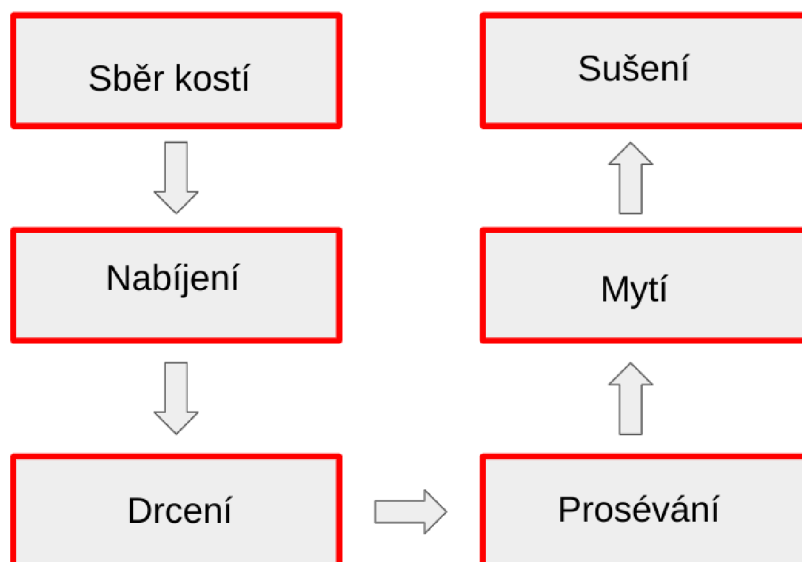 Sběr kostí
Nabíjení
Drcení
Prosévání
Mytí
Sušení